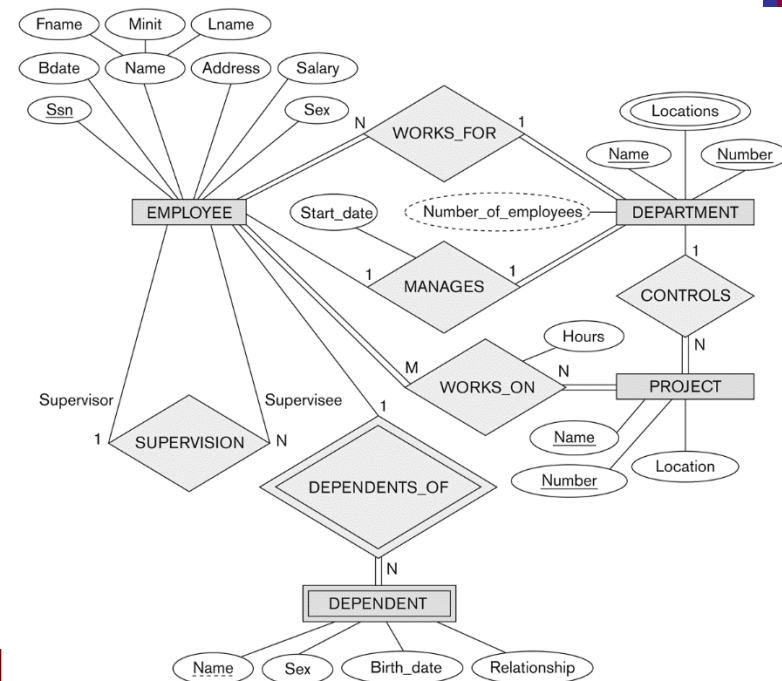 Fname
Minit
Lname
Bdate
Name
Address
Salary
Ssn
Sex
N
WORKS_FOR
1
Locations
Name
Number
EMPLOYEE
Start_date
Number_of_employees
DEPARTMENT
1
MANAGES
1
1
CONTROLS
N
Hours
M
WORKS_ON
N
PROJECT
Supervisor
Supervisee
1
1
SUPERVISION
N
Name
Number
Location
DEPENDENTS_OF
N
DEPENDENT
Name
Sex
Birth_date
Relationship